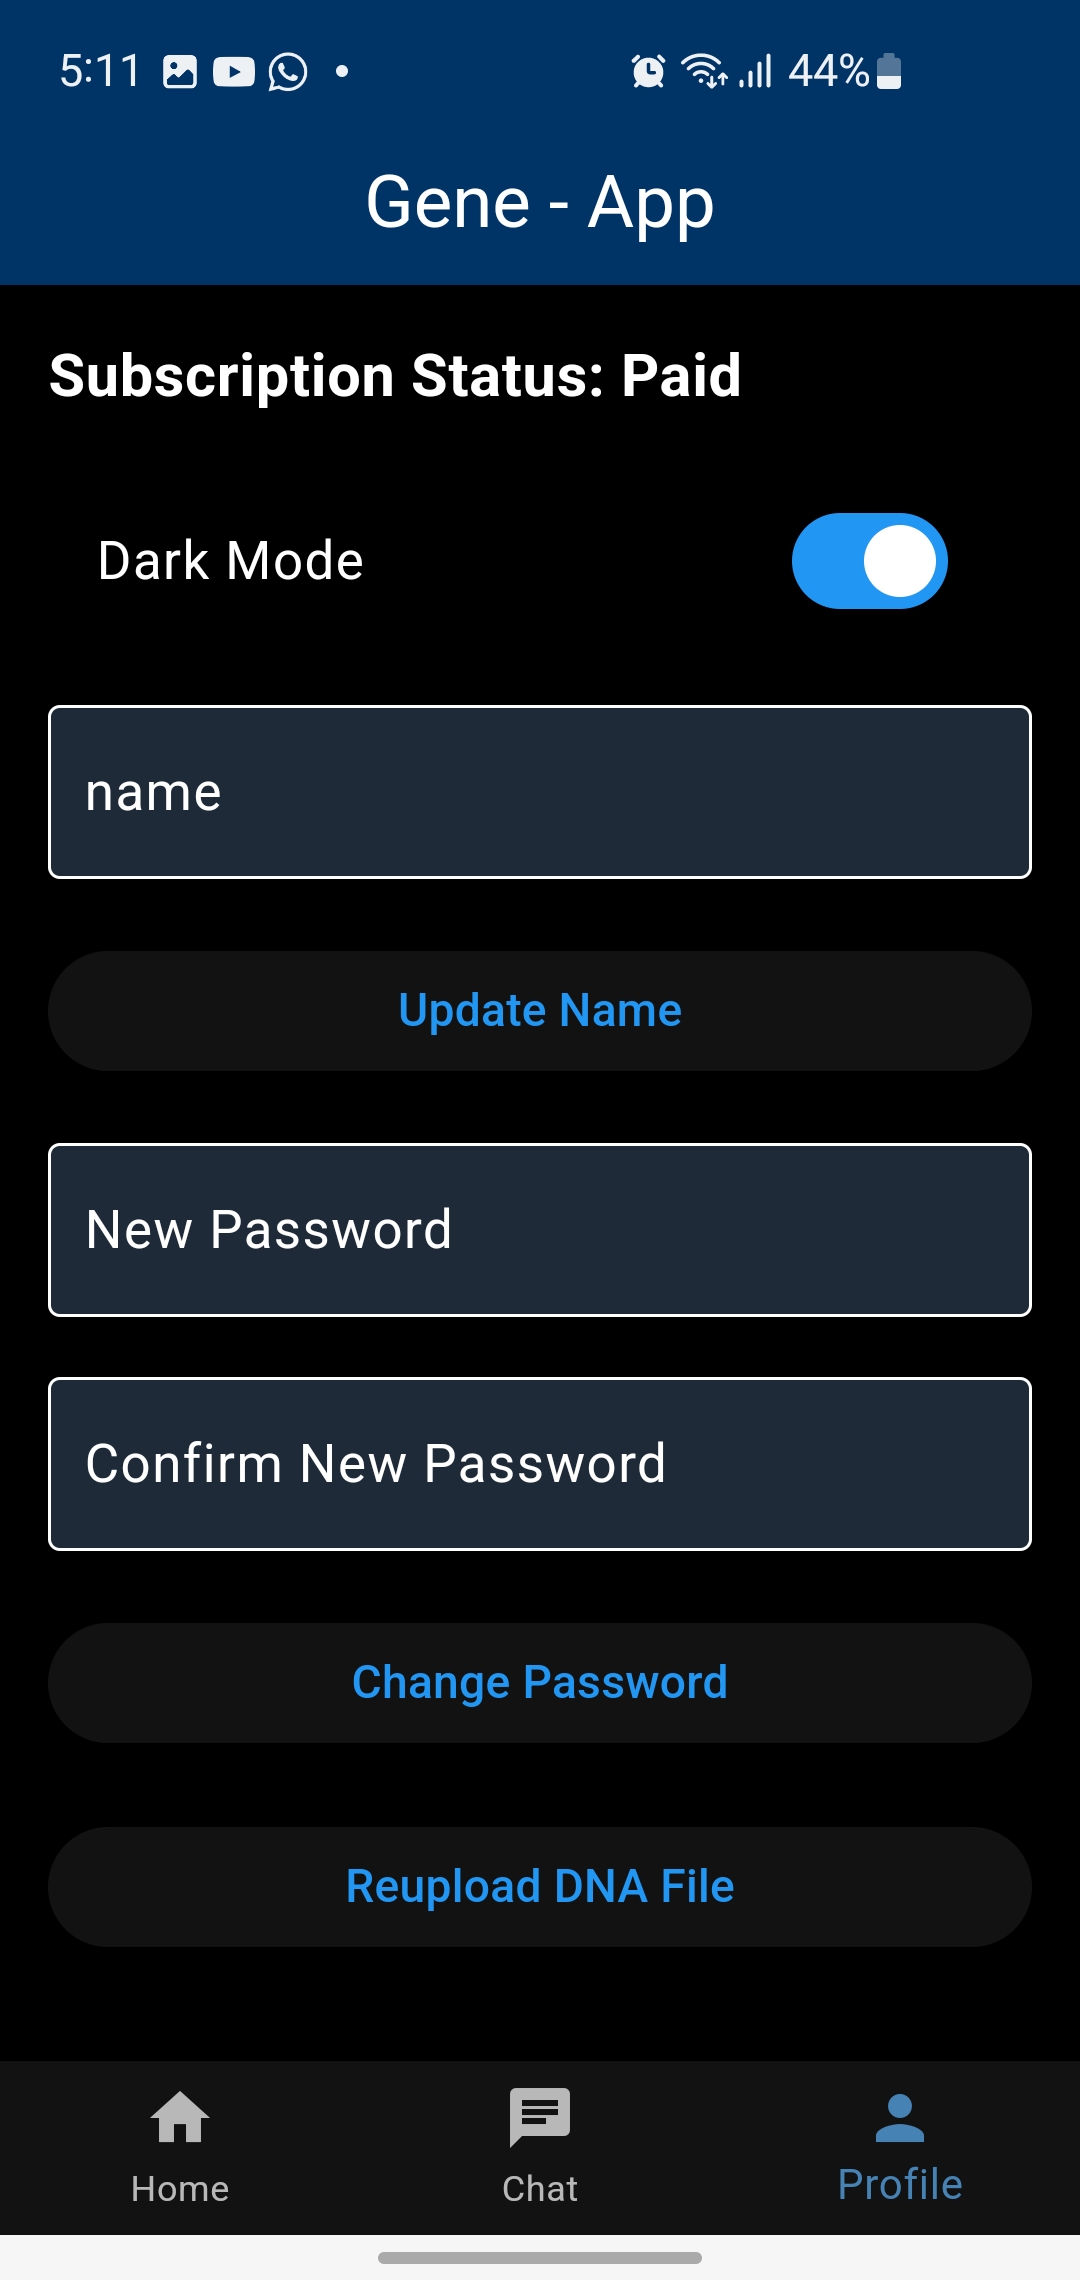 5:11 44%
Gene - App
Subscription Status: Paid
Dark Mode
name
Update Name
New Password
Confirm New Password
Change Password
Reupload DNA File
Home Chat Profile